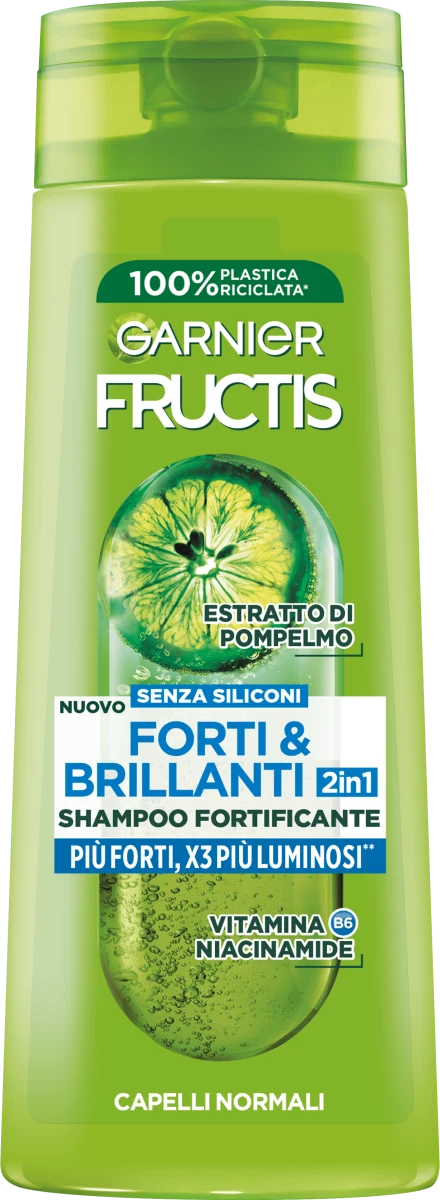 100% PLASTICA
RICICLATA*
GARNIER
FRUCTIS
ESTRATTO DI
POMPELMO
SENZA SILICONI
NUOVO
FORTI &
BRILLANTI 2in1
SHAMPOO FORTIFICANTE
PIÙ FORTI, X3 PIÙ LUMINOSI**
VITAMINA B6
NIACINAMIDE
CAPELLI NORMALI